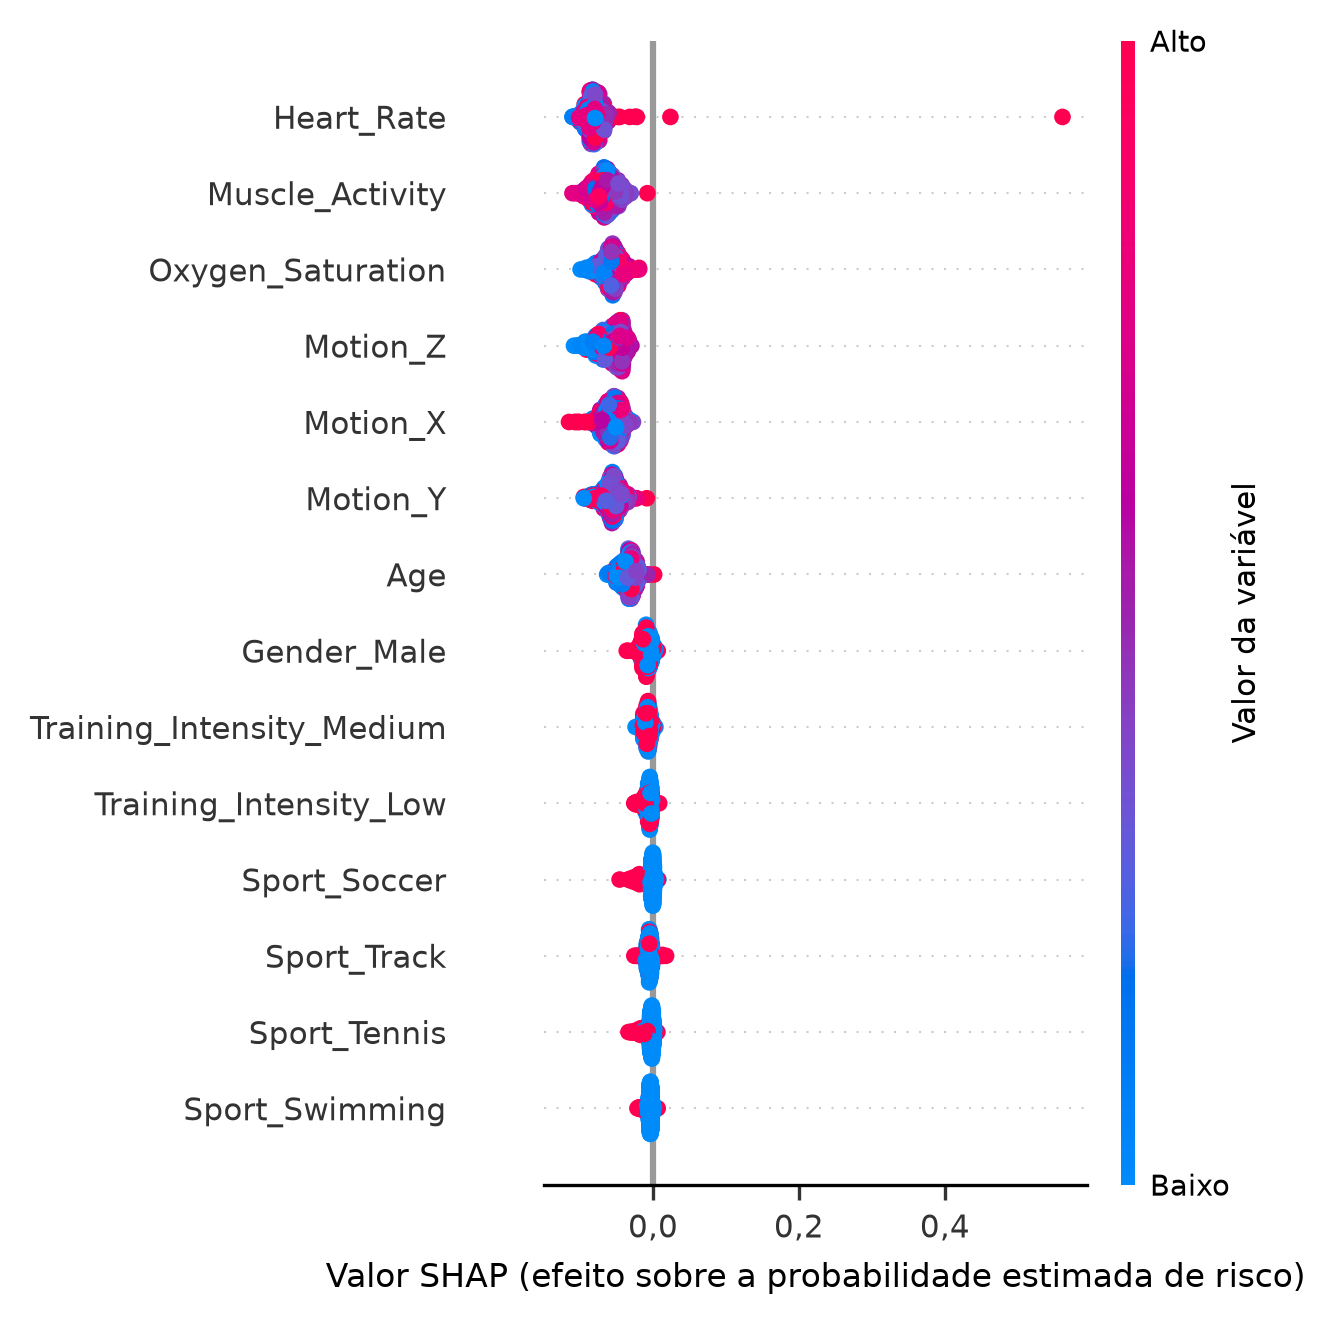 Alto
Heart_Rate
Muscle_Activity
Oxygen_Saturation
Motion_Z
Motion_X
Motion_Y
Age
Gender_Male
Training_Intensity_Medium
Training_Intensity_Low
Sport_Soccer
Sport_Track
Sport_Tennis
Sport_Swimming
Valor da variável
Baixo
0,0 0,2 0,4
Valor SHAP (efeito sobre a probabilidade estimada de risco)